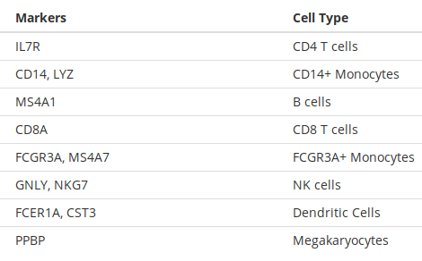 Markers Cell Type
IL7R CD4 T cells
CD14, LYZ CD14+ Monocytes
MS4A1 B cells
CD8A CD8 T cells
FCGR3A, MS4A7 FCGR3A+ Monocytes
GNLY, NKG7 NK cells
FCER1A, CST3 Dendritic Cells
PPBP Megakaryocytes